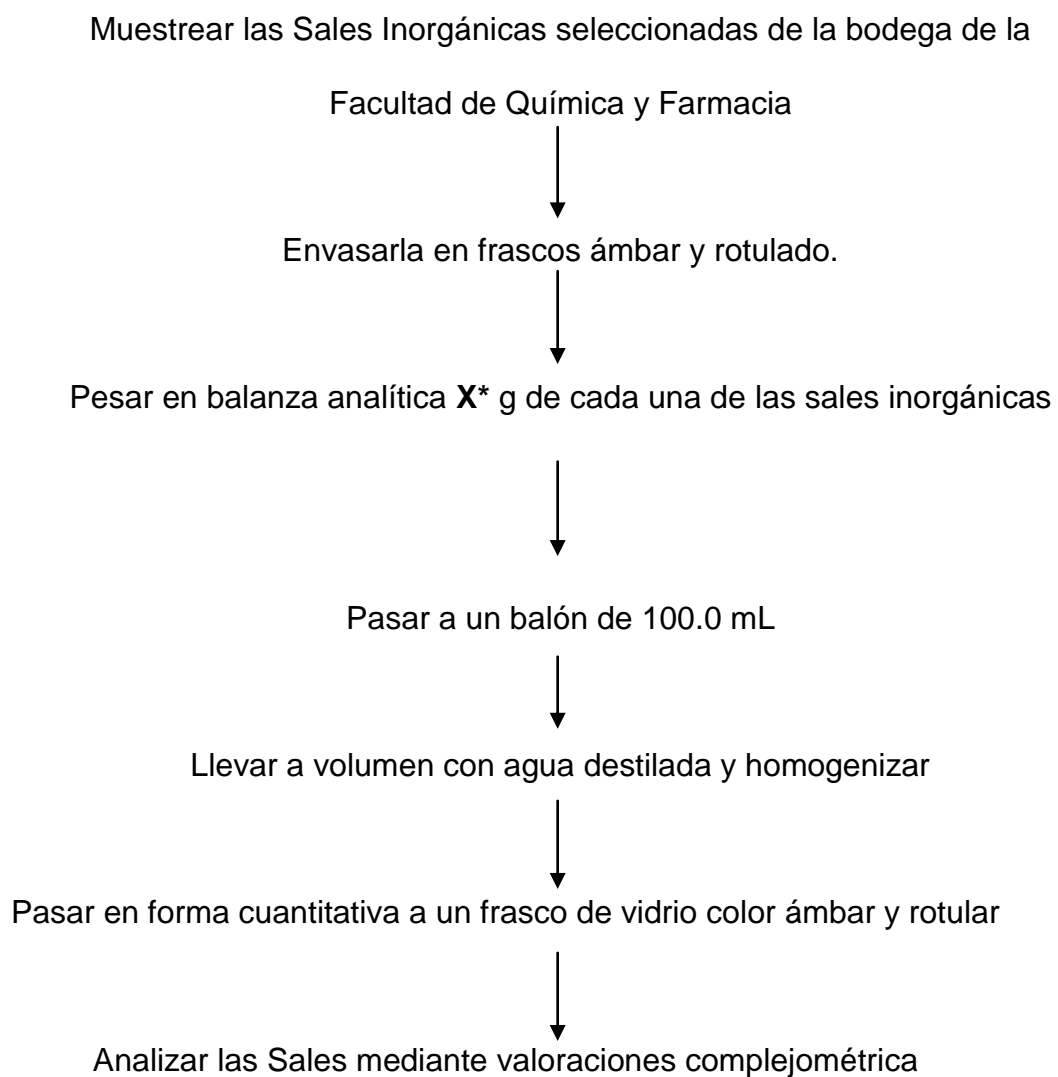 Muestrear las Sales Inorgánicas seleccionadas de la bodega de la
Facultad de Química y Farmacia
Envasarla en frascos ámbar y rotulado.
Pesar en balanza analítica X* g de cada una de las sales inorgánicas
Pasar a un balón de 100.0 mL
Llevar a volumen con agua destilada y homogenizar
Pasar en forma cuantitativa a un frasco de vidrio color ámbar y rotular
Analizar las Sales mediante valoraciones complejométrica